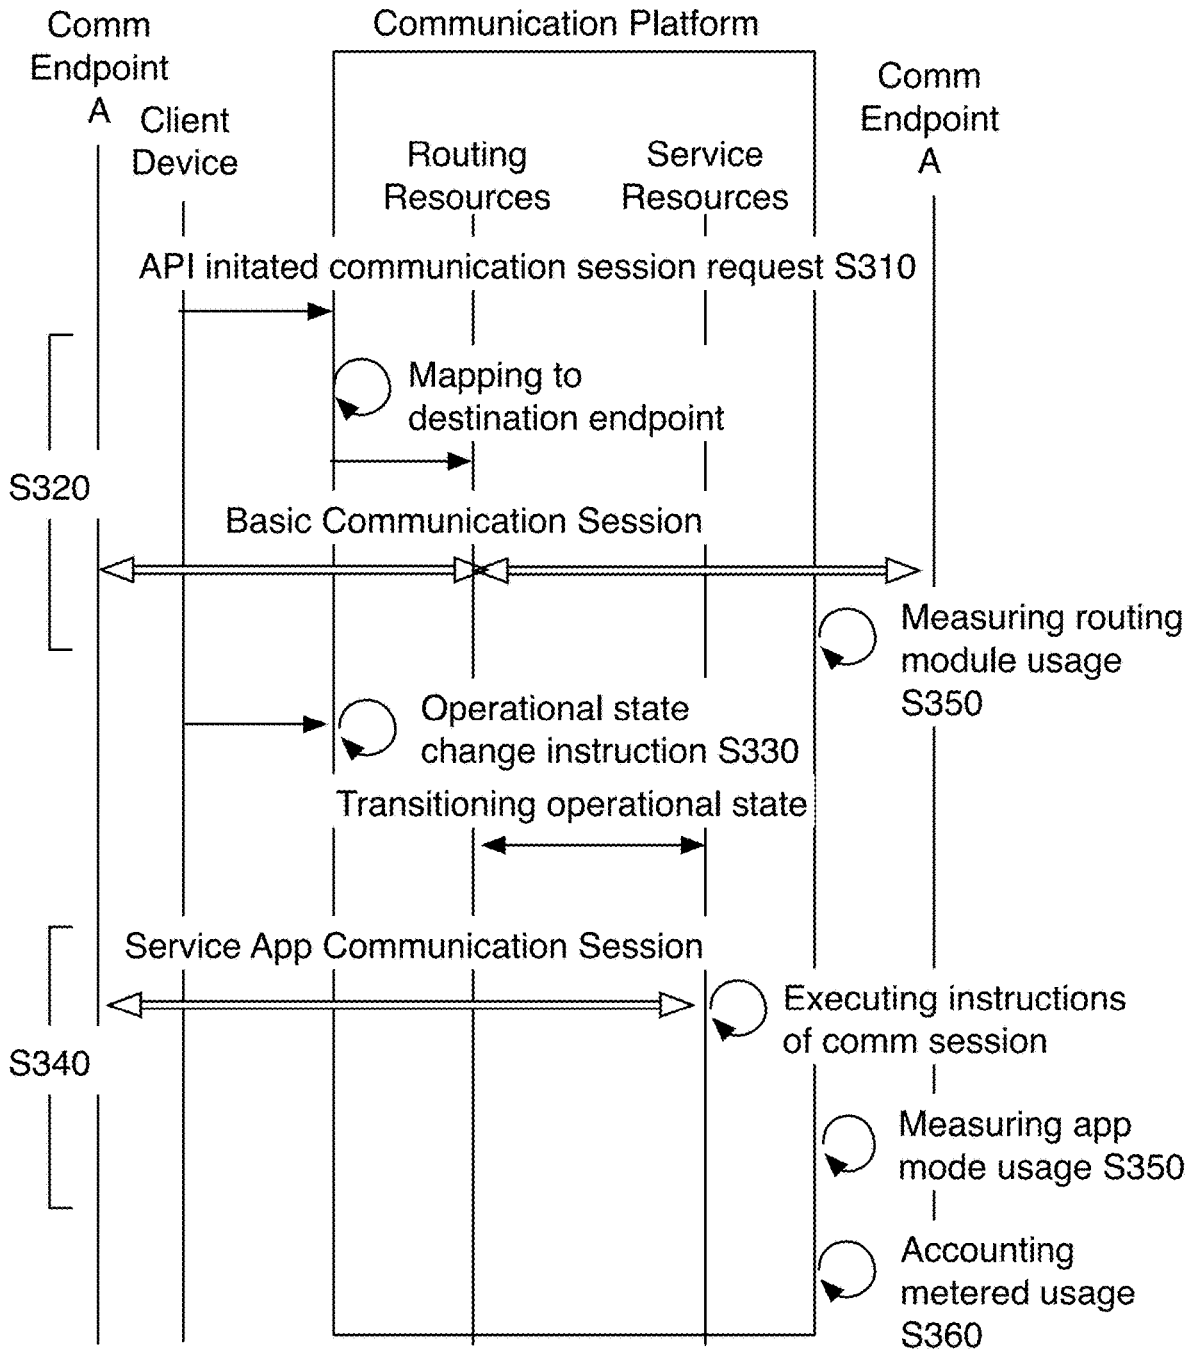 Comm
Endpoint
A
Client
Device
Communication Platform
Routing
Resources
Service
Resources
Comm
Endpoint
A
API initated communication session request S310
Mapping to
destination endpoint
S320
Basic Communication Session
Measuring routing
module usage
S350
Operational state
change instruction S330
Transitioning operational state
Service App Communication Session
Executing instructions
of comm session
S340
Measuring app
mode usage S350
Accounting
metered usage
S360